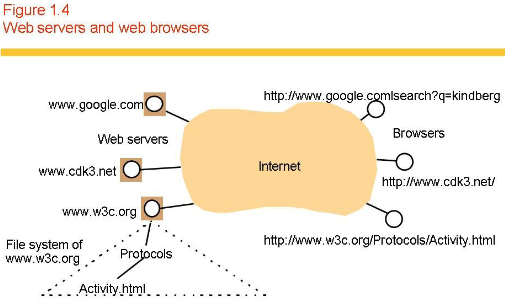 Figure 1.4
Web servers and web browsers
http://www.google.comlsearch?q=kindberg
www.google.com
Browsers
Web servers
Internet
www.cdk3.net
http://www.cdk3.net/
www.w3c.org
http://www.w3c.org/Protocols/Activity.html
File system of
www.w3c.org
Protocols
Activity.html